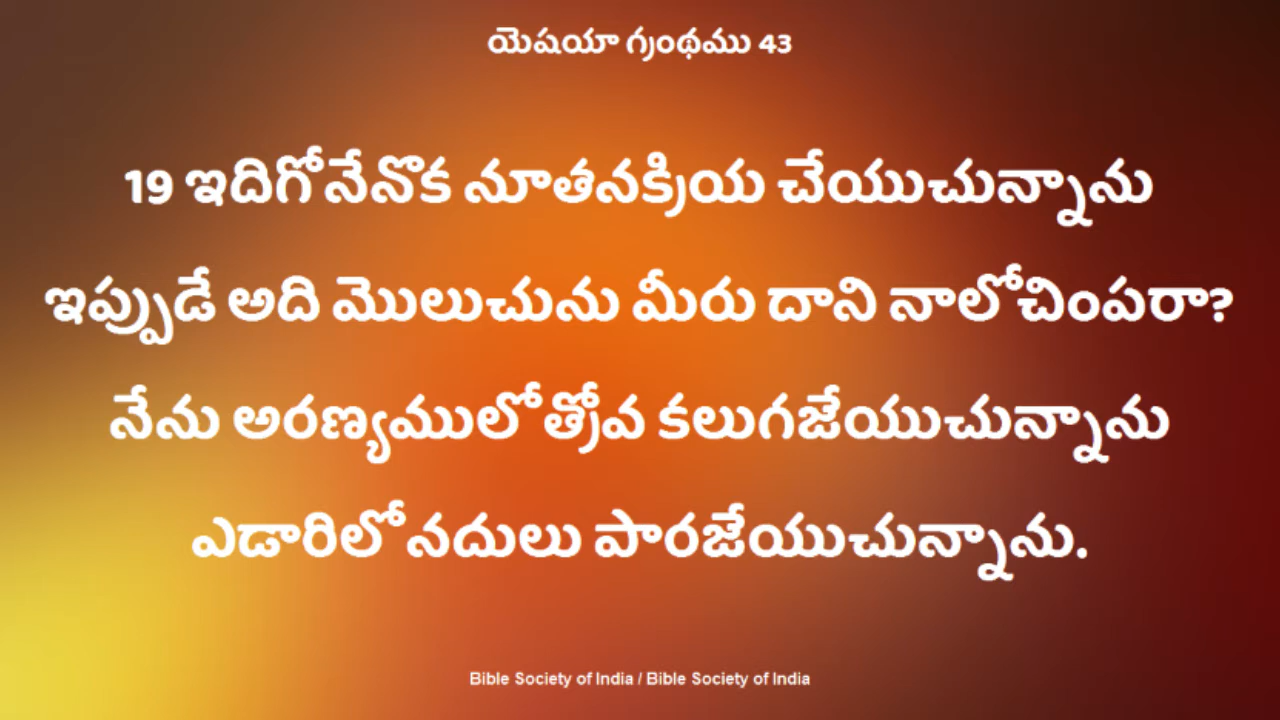 యెషయా గ్రంథము 43
19 ఇదిగోనేనొక నూతనక్రియ చేయుచున్నాను
ఇప్పుడే అది మొలుచును మీరు దాని నాలోచింపరా?
నేను అరణ్యములో త్రోవ కలుగజేయుచున్నాను
ఎడారిలో నదులు పారజేయుచున్నాను.
Bible Society of India / Bible Society of India